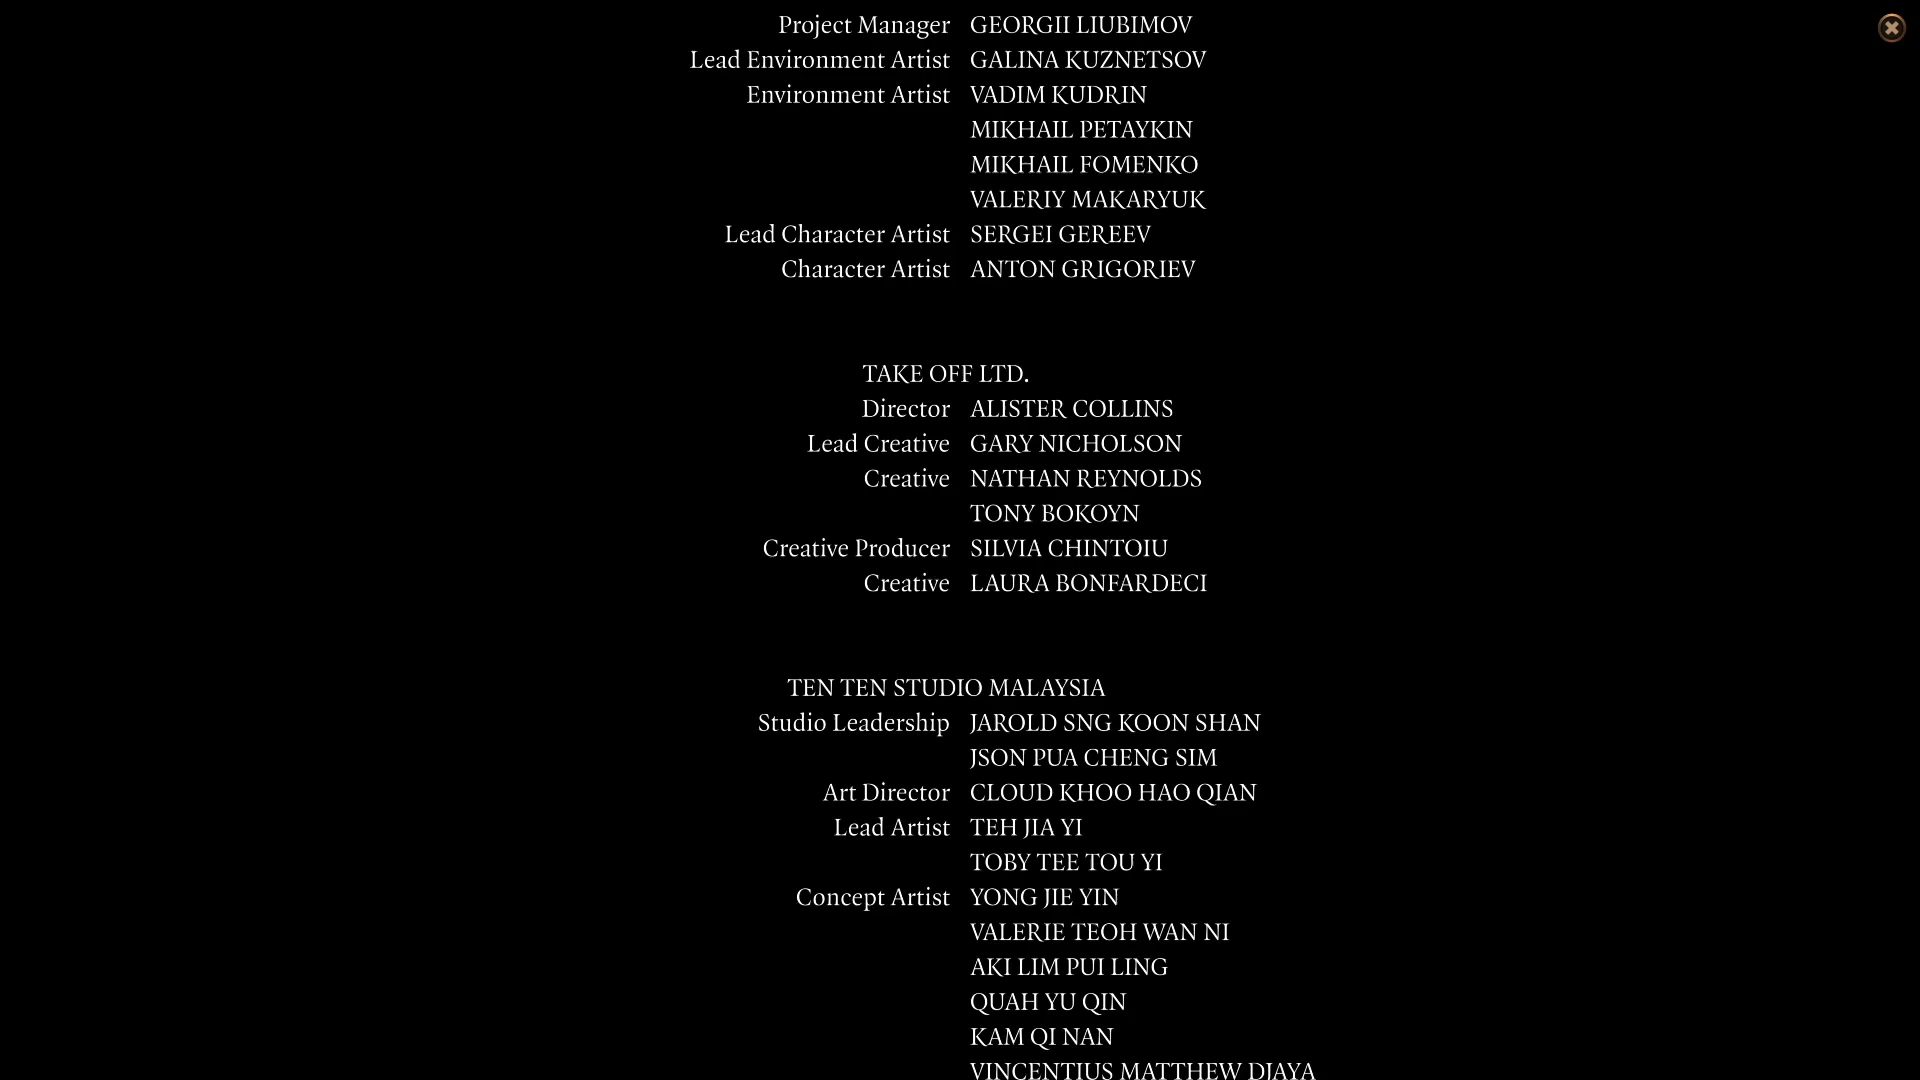 Project Manager GEORGII LIUBIMOV
Lead Environment Artist GALINA KUZNETSOV
Environment Artist VADIM KUDRIN
MIKHAIL PETAYKIN
MIKHAIL FOMENKO
VALERIY MAKARYUK
Lead Character Artist SERGEI GEREEV
Character Artist ANTON GRIGORIEV
TAKE OFF LTD.
Director ALISTER COLLINS
Lead Creative GARY NICHOLSON
Creative NATHAN REYNOLDS
TONY BOKOYN
Creative Producer SILVIA CHINTOIU
Creative LAURA BONFARDECI
TEN TEN STUDIO MALAYSIA
Studio Leadership JAROLD SNG KOON SHAN
JSON PUA CHENG SIM
Art Director CLOUD KHOO HAO QIAN
Lead Artist TEH JIA YI
TOBY TEE TOU YI
Concept Artist YONG JIE YIN
VALERIE TEOH WAN NI
AKI LIM PUI LING
QUAH YU QIN
KAM QI NAN
VINCENTIUS MATTHEW DJAYA